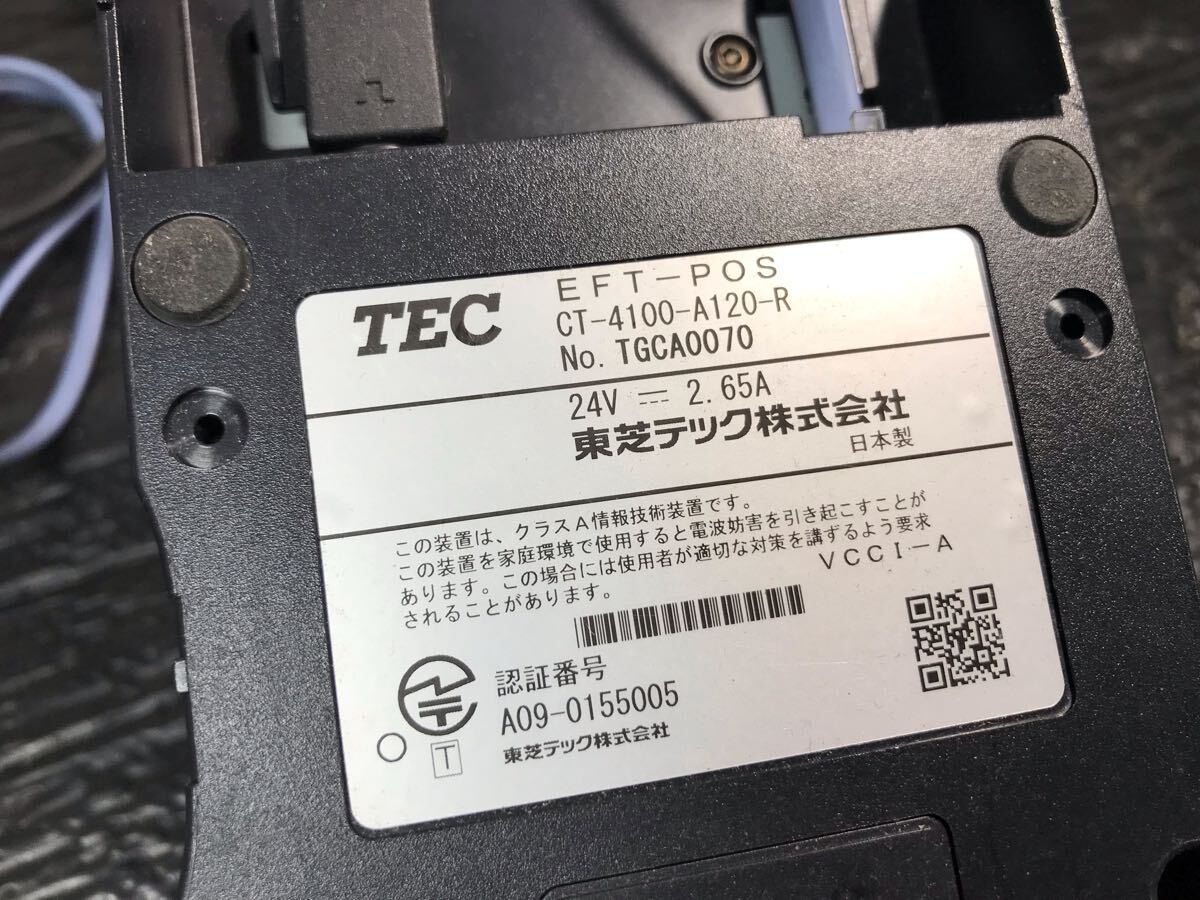 TEC
EFT-POS
CT-4100-A120-R
No. TGCA0070
24V ⎓ 2.65A
東芝テック株式会社
日本製
この装置は、クラスA情報技術装置です。
この装置を家庭環境で使用すると電波妨害を引き起こすことが
あります。この場合には使用者が適切な対策を講ずるよう要求
されることがあります。
VCCI-A
認証番号
A09-0155005
T
東芝テック株式会社